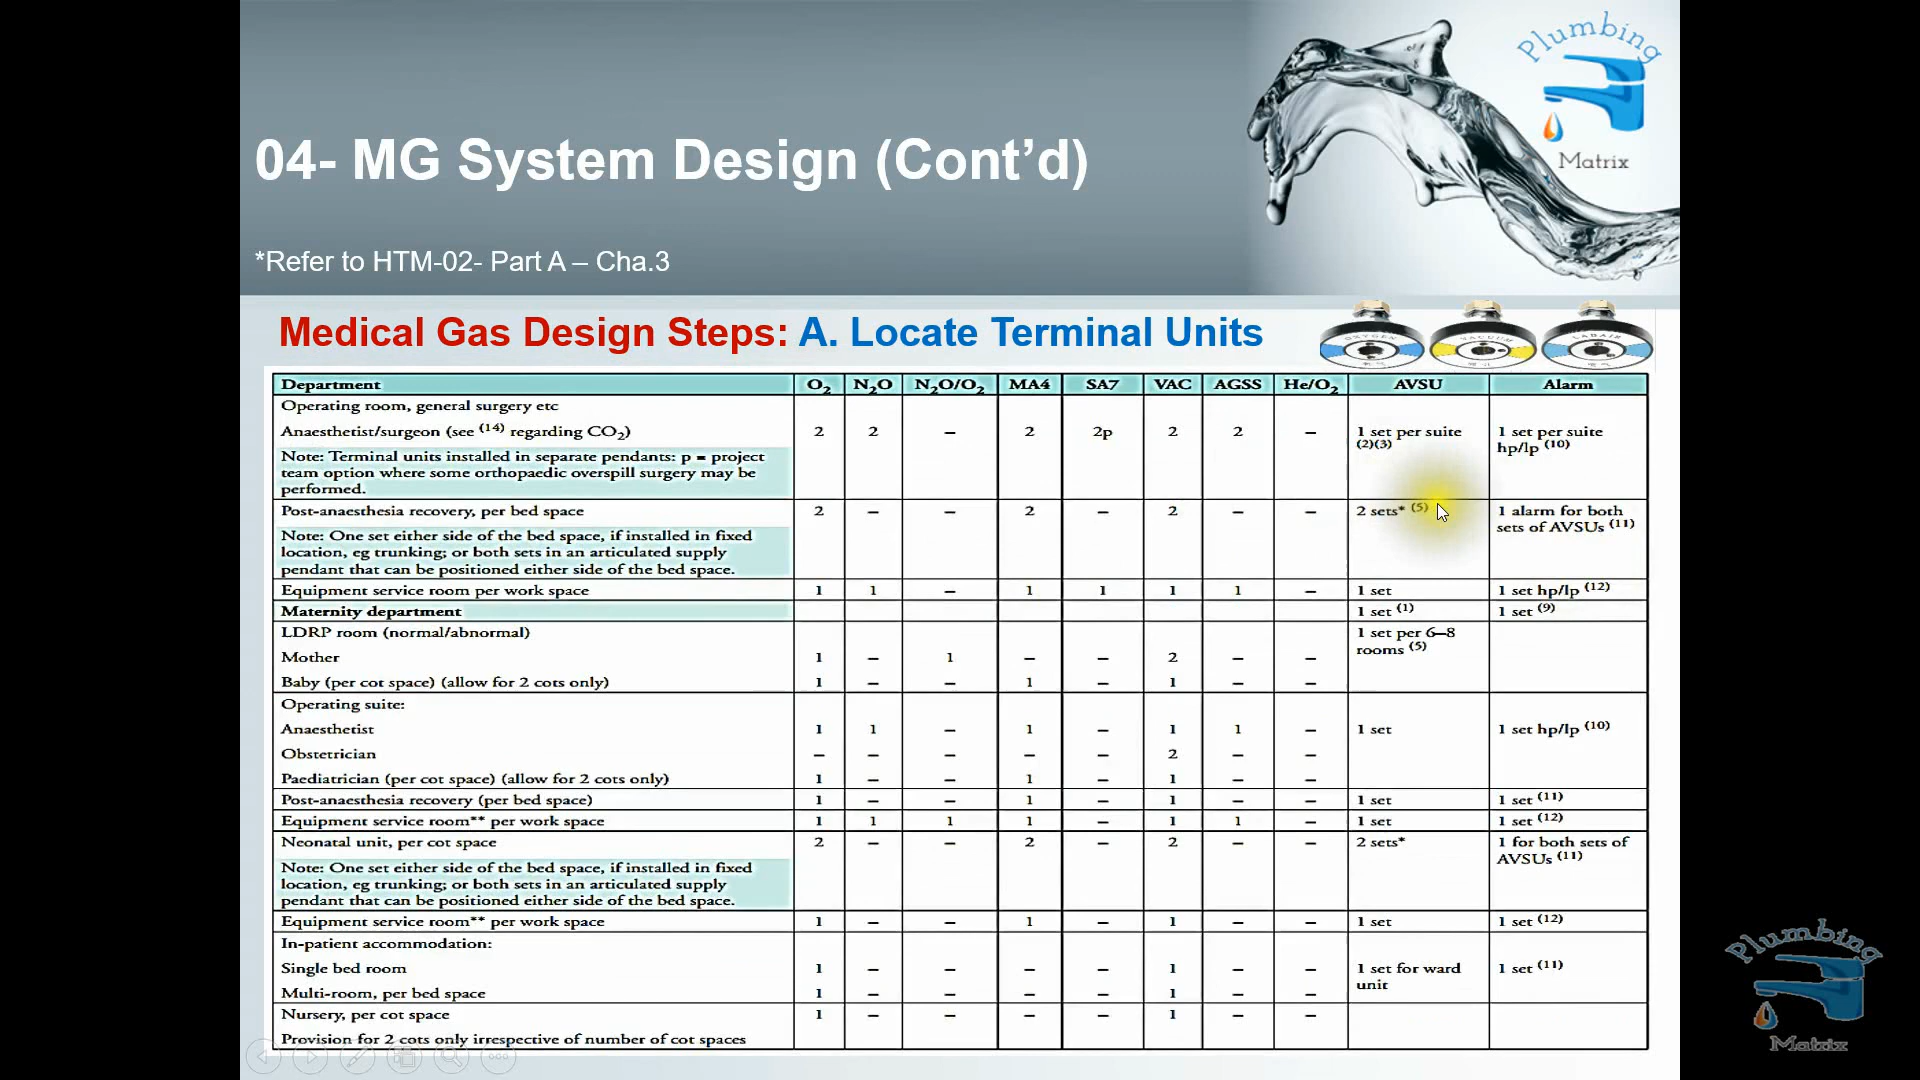 Plumbing
Matrix
04- MG System Design (Cont’d)
*Refer to HTM-02- Part A – Cha.3
Medical Gas Design Steps: A. Locate Terminal Units
OXYGEN VACUUM
Department O2 N2O N2O/O2 MA4 SA7 VAC AGSS He/O2 AVSU Alarm
Operating room, general surgery etc
Anaesthetist/surgeon (see (14) regarding CO2) 2 2 – 2 2p 2 2 – 1 set per suite (2)(3) 1 set per suite hp/lp (10)
Note: Terminal units installed in separate pendants: p = project
team option where some orthopaedic overspill surgery may be
performed.
Post-anaesthesia recovery, per bed space 2 – – 2 – 2 – – 2 sets* (5) 1 alarm for both sets of AVSUs (11)
Note: One set either side of the bed space, if installed in fixed
location, eg trunking; or both sets in an articulated supply
pendant that can be positioned either side of the bed space.
Equipment service room per work space 1 1 – 1 1 1 1 – 1 set 1 set hp/lp (12)
Maternity department 1 set (1) 1 set (9)
LDRP room (normal/abnormal) 1 set per 6–8 rooms (5)
Mother 1 – 1 – – 2 – –
Baby (per cot space) (allow for 2 cots only) 1 – – 1 – 1 – –
Operating suite:
Anaesthetist 1 1 – 1 – 1 1 – 1 set 1 set hp/lp (10)
Obstetrician – – – – – 2 – –
Paediatrician (per cot space) (allow for 2 cots only) 1 – – 1 – 1 – –
Post-anaesthesia recovery (per bed space) 1 – – 1 – 1 – – 1 set 1 set (11)
Equipment service room** per work space 1 1 1 1 – 1 1 – 1 set 1 set (12)
Neonatal unit, per cot space 2 – – 2 – 2 – – 2 sets* 1 for both sets of AVSUs (11)
Note: One set either side of the bed space, if installed in fixed
location, eg trunking; or both sets in an articulated supply
pendant that can be positioned either side of the bed space.
Equipment service room** per work space 1 – – 1 – 1 – – 1 set 1 set (12)
In-patient accommodation:
Single bed room 1 – – – – 1 – – 1 set for ward unit 1 set (11)
Multi-room, per bed space 1 – – – – 1 – –
Nursery, per cot space 1 – – – – 1 – –
Provision for 2 cots only irrespective of number of cot spaces
Plumbing
Matrix